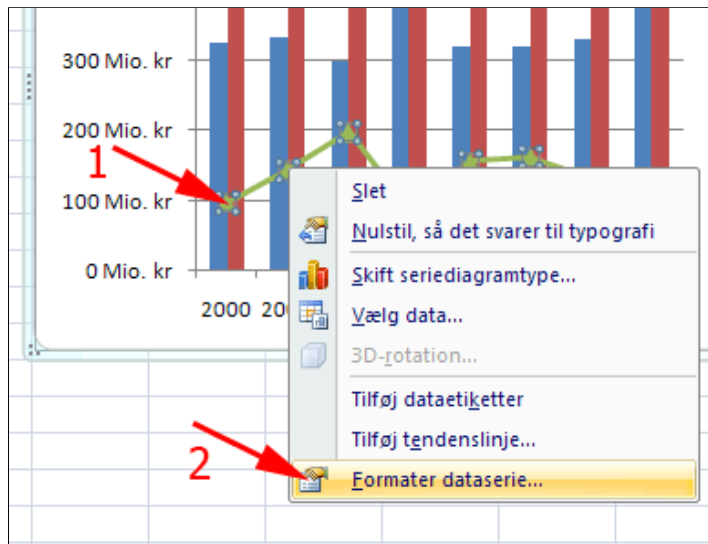 300 Mio. kr
200 Mio. kr
1
100 Mio. kr
0 Mio. kr
2000 20
Slet
Nulstil, så det svarer til typografi
Skift seriediagramtype...
Vælg data...
3D-rotation...
Tilføj dataetiketter
Tilføj tendenslinje...
2
Formater dataserie...